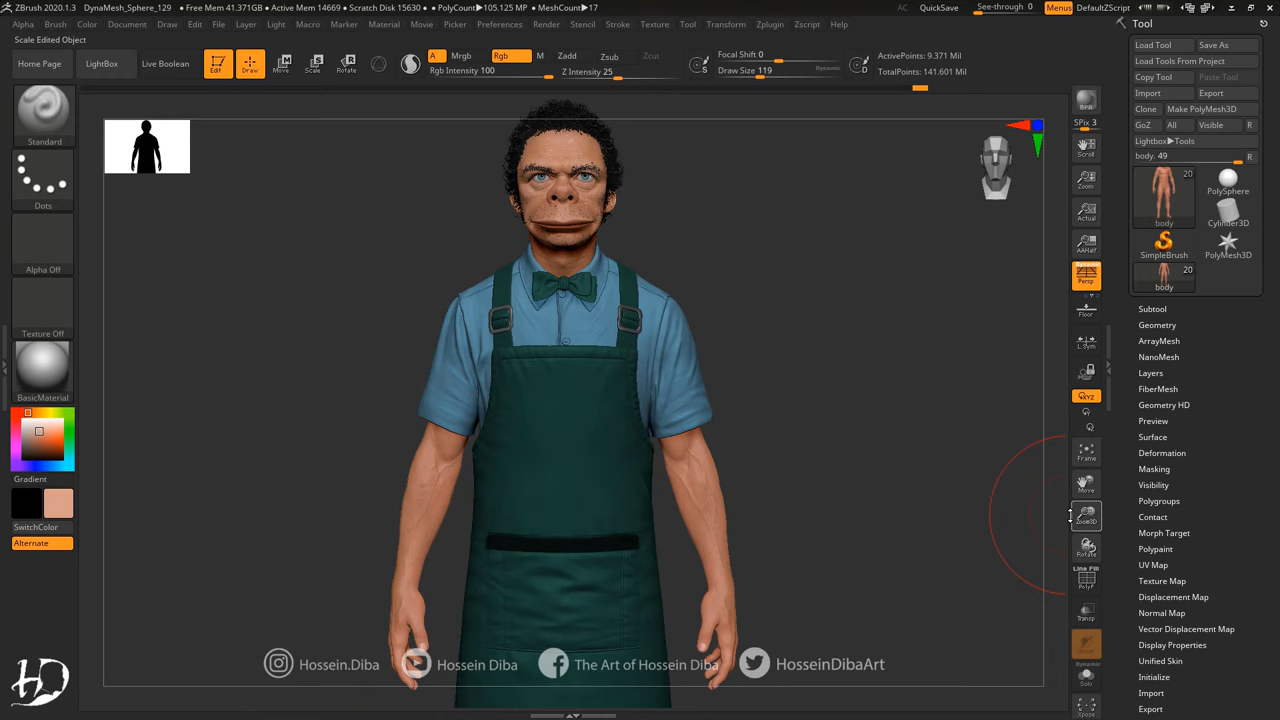 ZBrush 2020.1.3 DynaMesh_Sphere_129 • Free Mem 41.371GB • Active Mem 14669 • Scratch Disk 15630 • PolyCount▸105.125 MP • MeshCount▸17 AC QuickSave See-through 0 Menus DefaultZScript
Alpha Brush Color Document Draw Edit File Layer Light Macro Marker Material Movie Picker Preferences Render Stencil Stroke Texture Tool Transform Zplugin Zscript
Scale Edited Object
Home Page LightBox Live Boolean Edit Draw Move Scale Rotate
A Mrgb Rgb M Zadd Zsub Zcut
Rgb Intensity 100 Z Intensity 25
Focal Shift 0
Draw Size 119 Dynamic
S D
ActivePoints: 9.371 Mil
TotalPoints: 141.601 Mil
Standard
Dots
Alpha Off
Texture Off
BasicMaterial
Gradient
SwitchColor
Alternate
BPR
SPix 3
Scroll
Zoom
Actual
AAHalf
Dynamic
Persp
Floor
L.Sym
XYZ
Frame
Move
Zoom3D
Rotate
Line Fill
PolyF
Transp
Dynamic
Solo
Xpose
Tool
Load Tool Save As
Load Tools From Project
Copy Tool Paste Tool
Import Export
Clone Make PolyMesh3D
GoZ All Visible R
Lightbox▸Tools
body. 49 R
20
body
PolySphere
Cylinder3D
SimpleBrush
PolyMesh3D
20
body
Subtool
Geometry
ArrayMesh
NanoMesh
Layers
FiberMesh
Geometry HD
Preview
Surface
Deformation
Masking
Visibility
Polygroups
Contact
Morph Target
Polypaint
UV Map
Texture Map
Displacement Map
Normal Map
Vector Displacement Map
Display Properties
Unified Skin
Initialize
Import
Export
Hossein.Diba Hossein Diba The Art of Hossein Diba HosseinDibaArt
HD